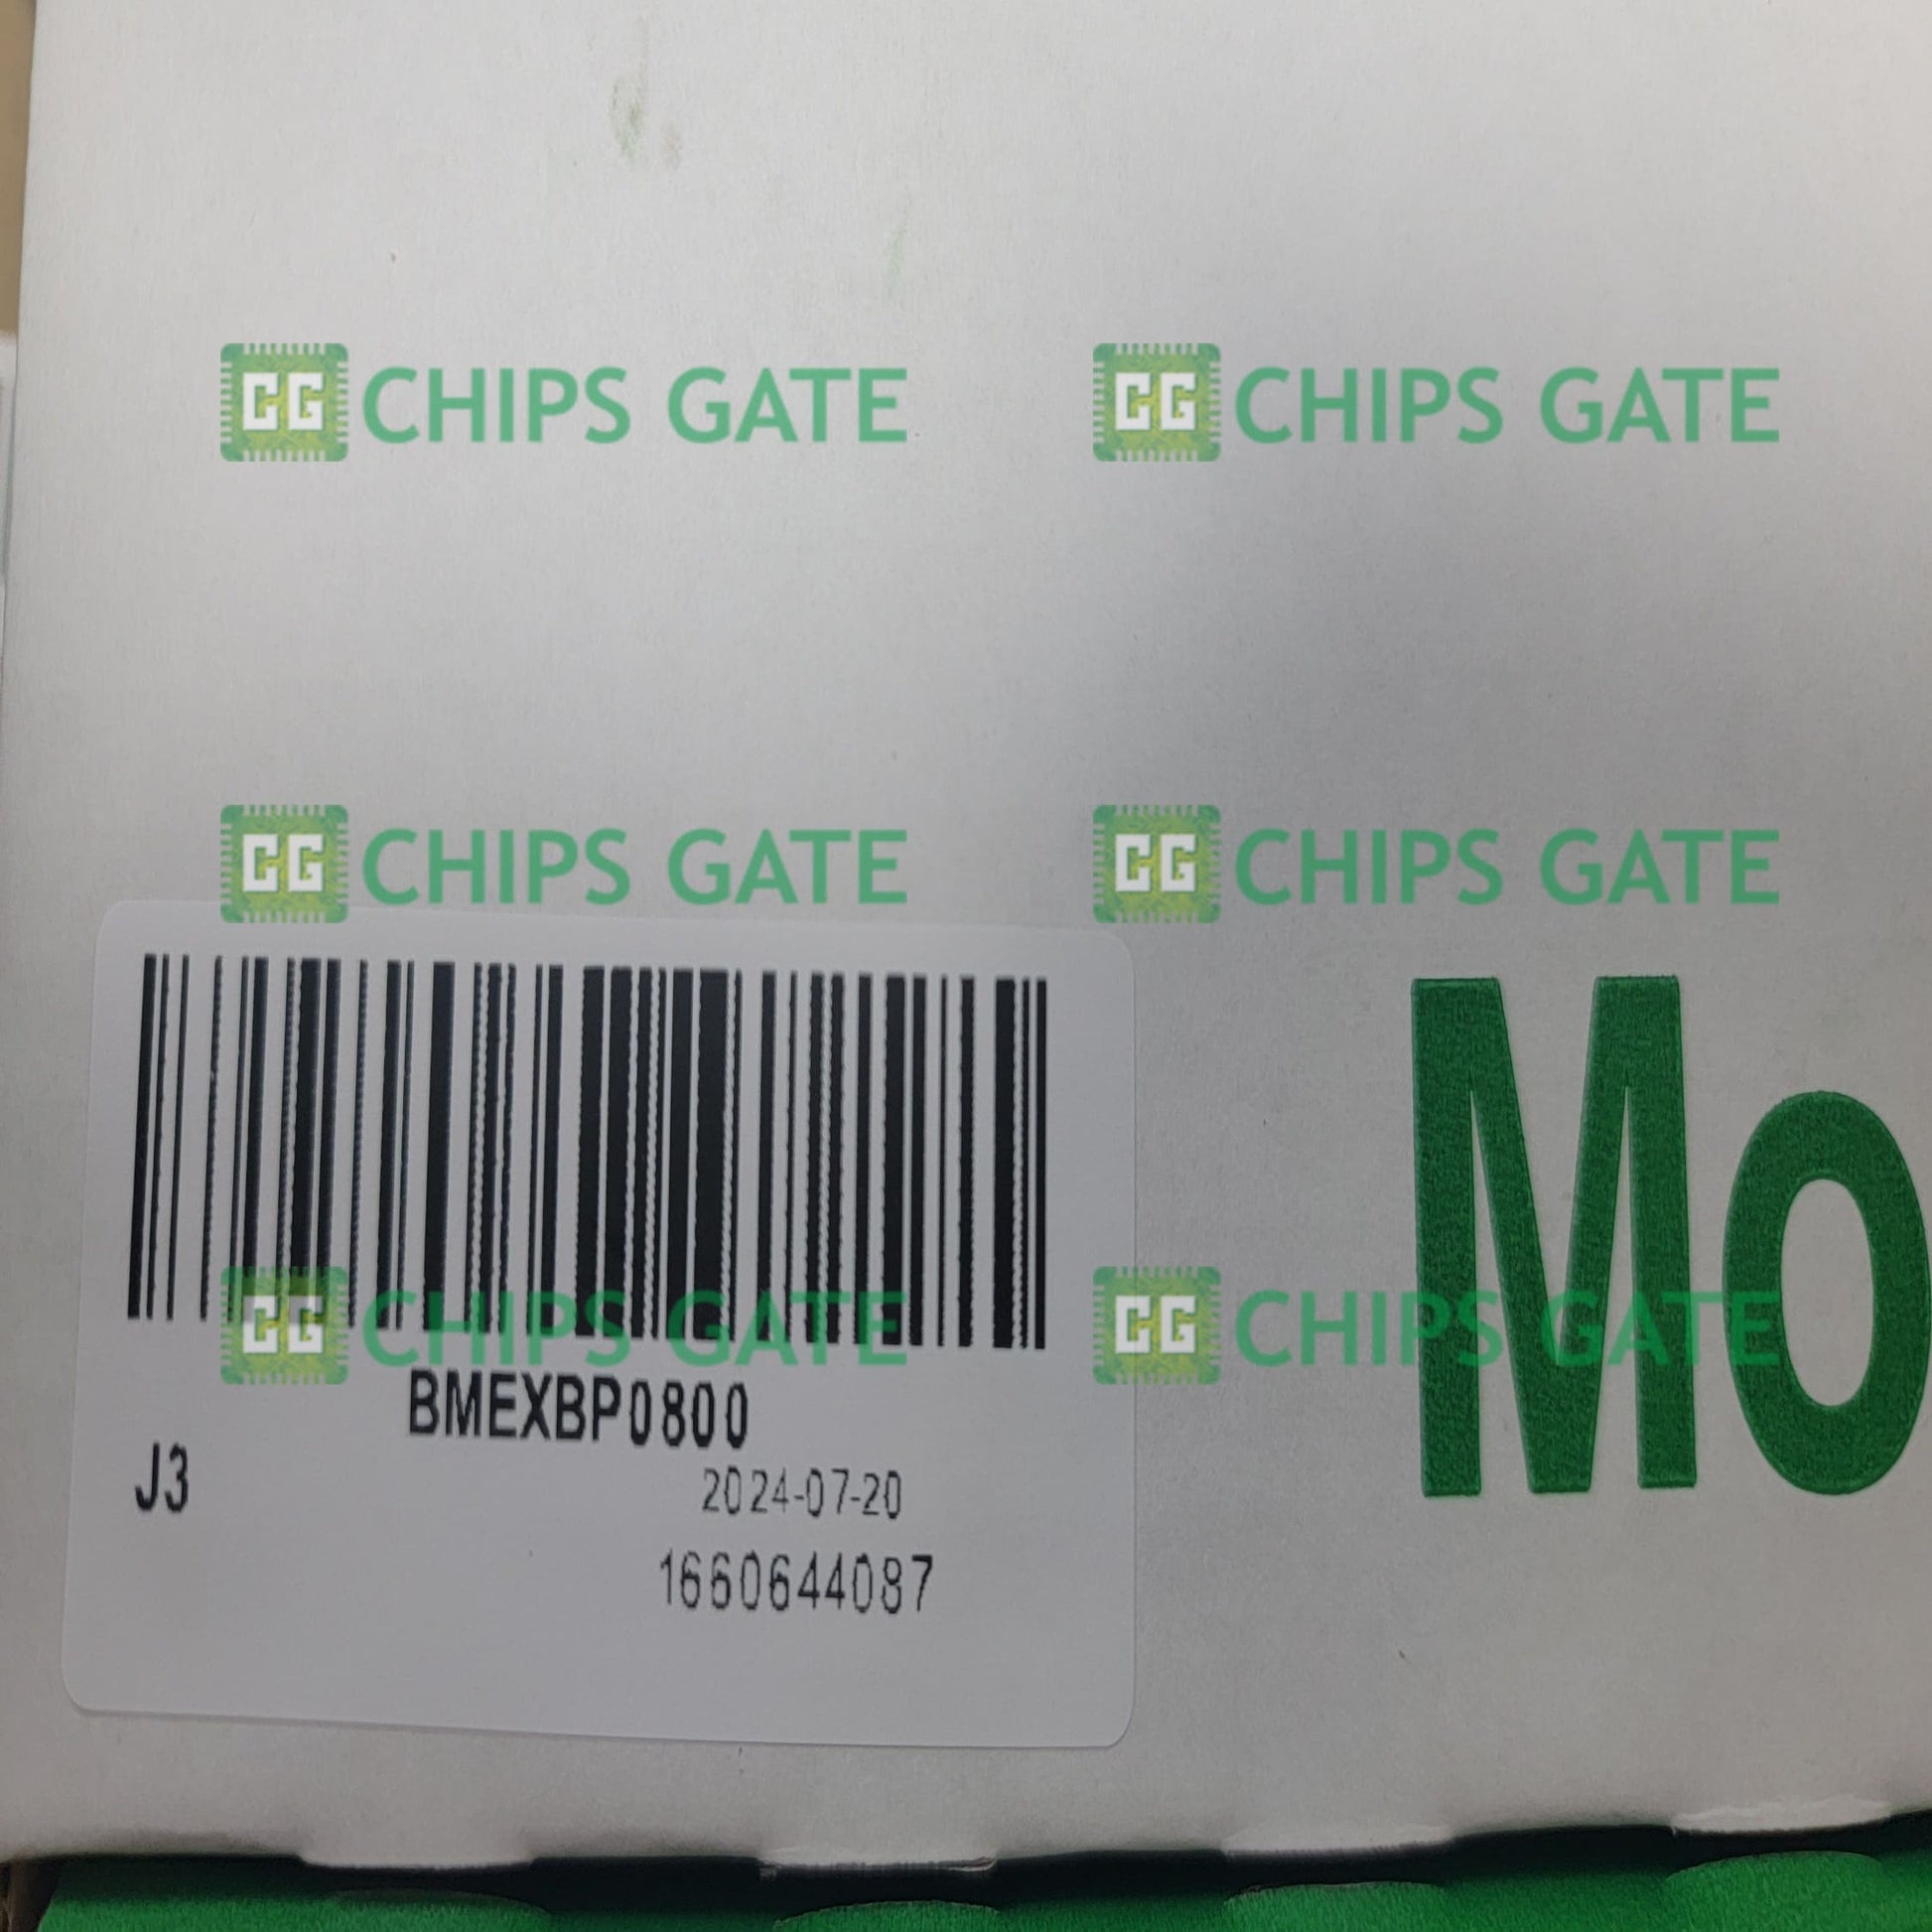 CG CHIPS GATE
CG CHIPS GATE
CG CHIPS GATE
CG CHIPS GATE
CG CHIPS GATE
CG CHIPS GATE
BMEXBP0800
J3
2024-07-20
1660644087
Mo